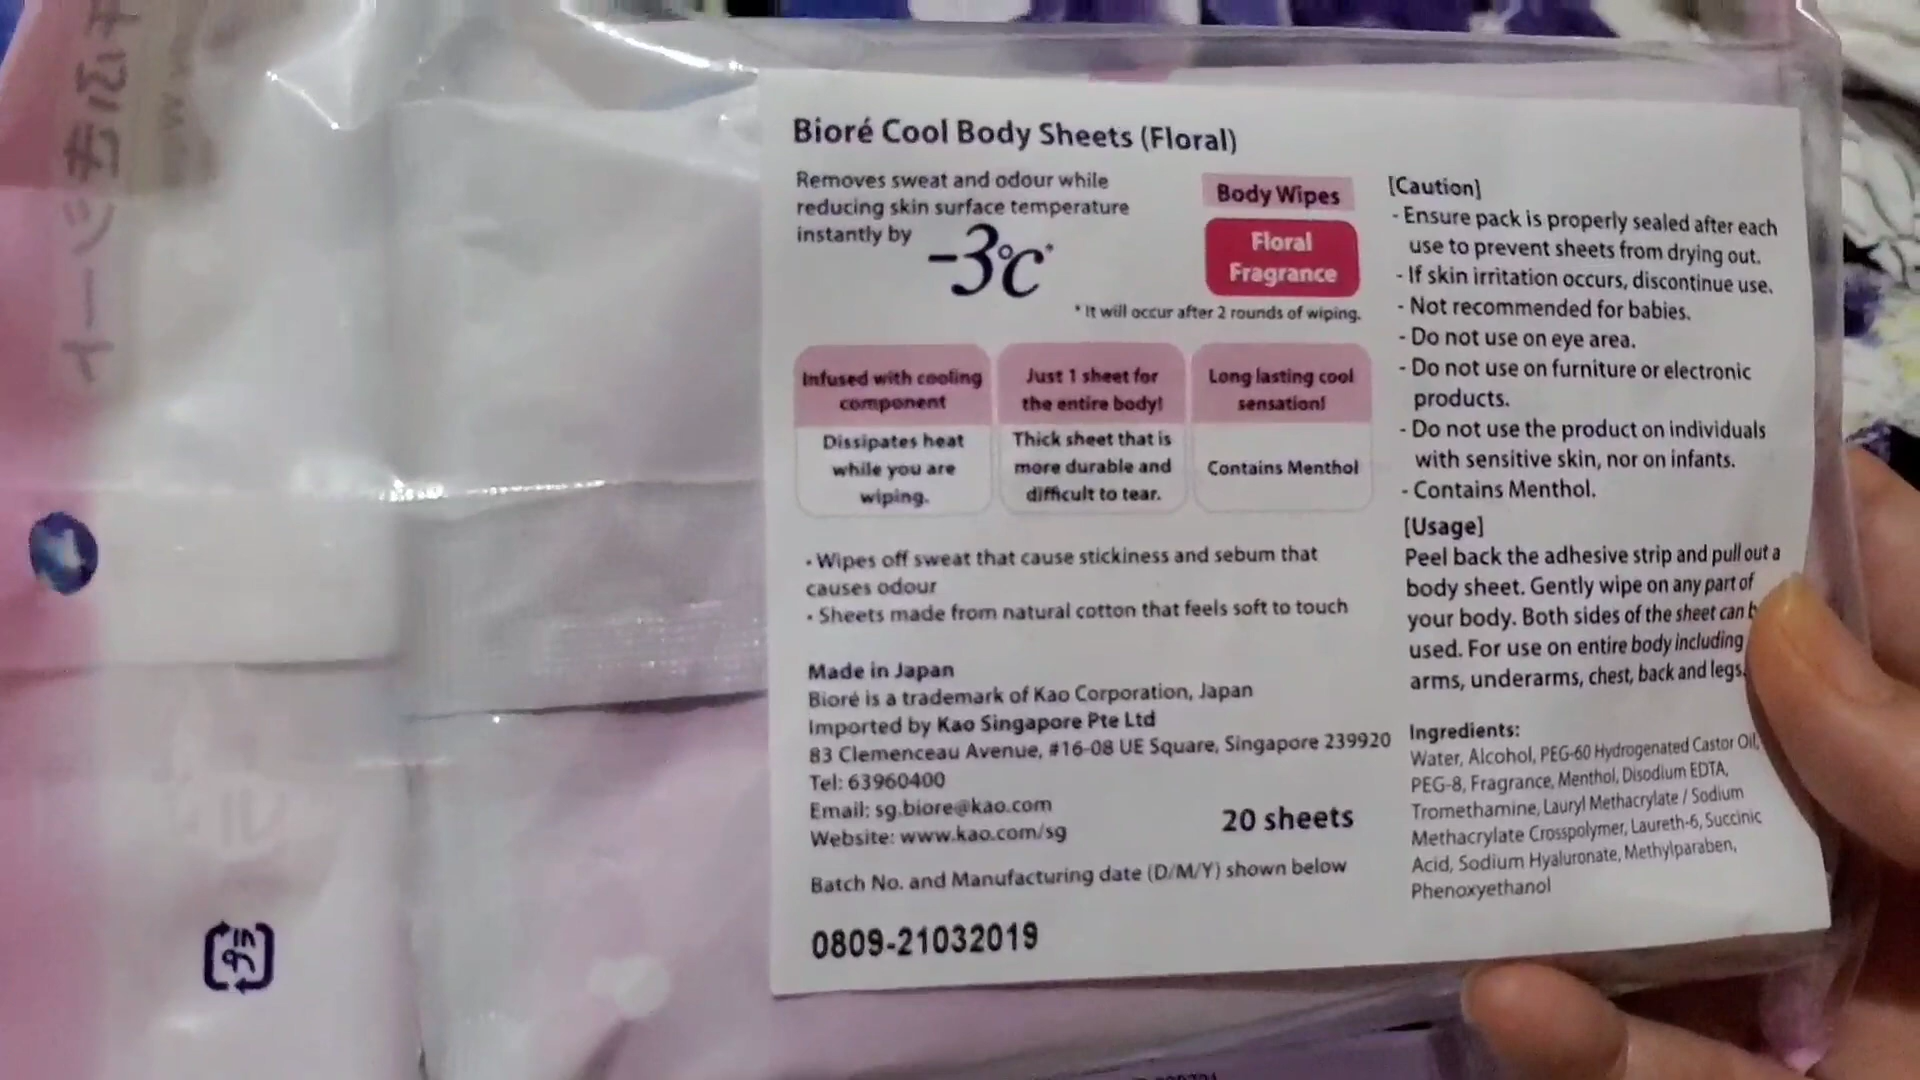 Bioré Cool Body Sheets (Floral)
Removes sweat and odour while
reducing skin surface temperature
instantly by -3℃*
Body Wipes
Floral
Fragrance
* It will occur after 2 rounds of wiping.
Infused with cooling
component
Dissipates heat
while you are
wiping.
Just 1 sheet for
the entire body!
Thick sheet that is
more durable and
difficult to tear.
Long lasting cool
sensation!
Contains Menthol
• Wipes off sweat that cause stickiness and sebum that
causes odour
• Sheets made from natural cotton that feels soft to touch
Made in Japan
Bioré is a trademark of Kao Corporation, Japan
Imported by Kao Singapore Pte Ltd
83 Clemenceau Avenue, #16-08 UE Square, Singapore 239920
Tel: 63960400
Email: sg.biore@kao.com
Website: www.kao.com/sg
20 sheets
Batch No. and Manufacturing date (D/M/Y) shown below
0809-21032019
[Caution]
- Ensure pack is properly sealed after each
use to prevent sheets from drying out.
- If skin irritation occurs, discontinue use.
- Not recommended for babies.
- Do not use on eye area.
- Do not use on furniture or electronic
products.
- Do not use the product on individuals
with sensitive skin, nor on infants.
- Contains Menthol.
[Usage]
Peel back the adhesive strip and pull out a
body sheet. Gently wipe on any part of
your body. Both sides of the sheet can
used. For use on entire body including
arms, underarms, chest, back and legs.
Ingredients:
Water, Alcohol, PEG-60 Hydrogenated Castor Oil,
PEG-8, Fragrance, Menthol, Disodium EDTA,
Tromethamine, Lauryl Methacrylate / Sodium
Methacrylate Crosspolymer, Laureth-6, Succinic
Acid, Sodium Hyaluronate, Methylparaben,
Phenoxyethanol